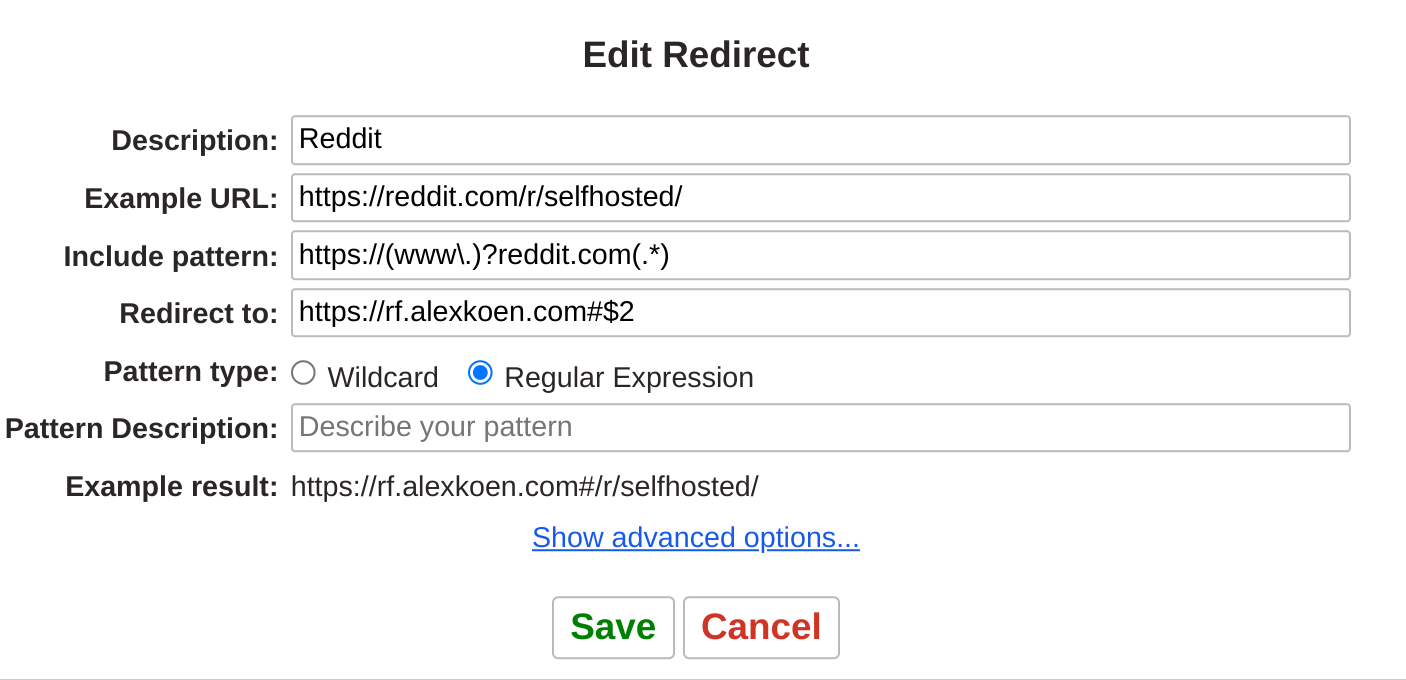 Edit Redirect
Description: Reddit
Example URL: https://reddit.com/r/selfhosted/
Include pattern: https://(www\.)?reddit.com(.*)
Redirect to: https://rf.alexkoen.com#$2
Pattern type: Wildcard Regular Expression
Pattern Description: Describe your pattern
Example result: https://rf.alexkoen.com#/r/selfhosted/
Show advanced options...
Save Cancel